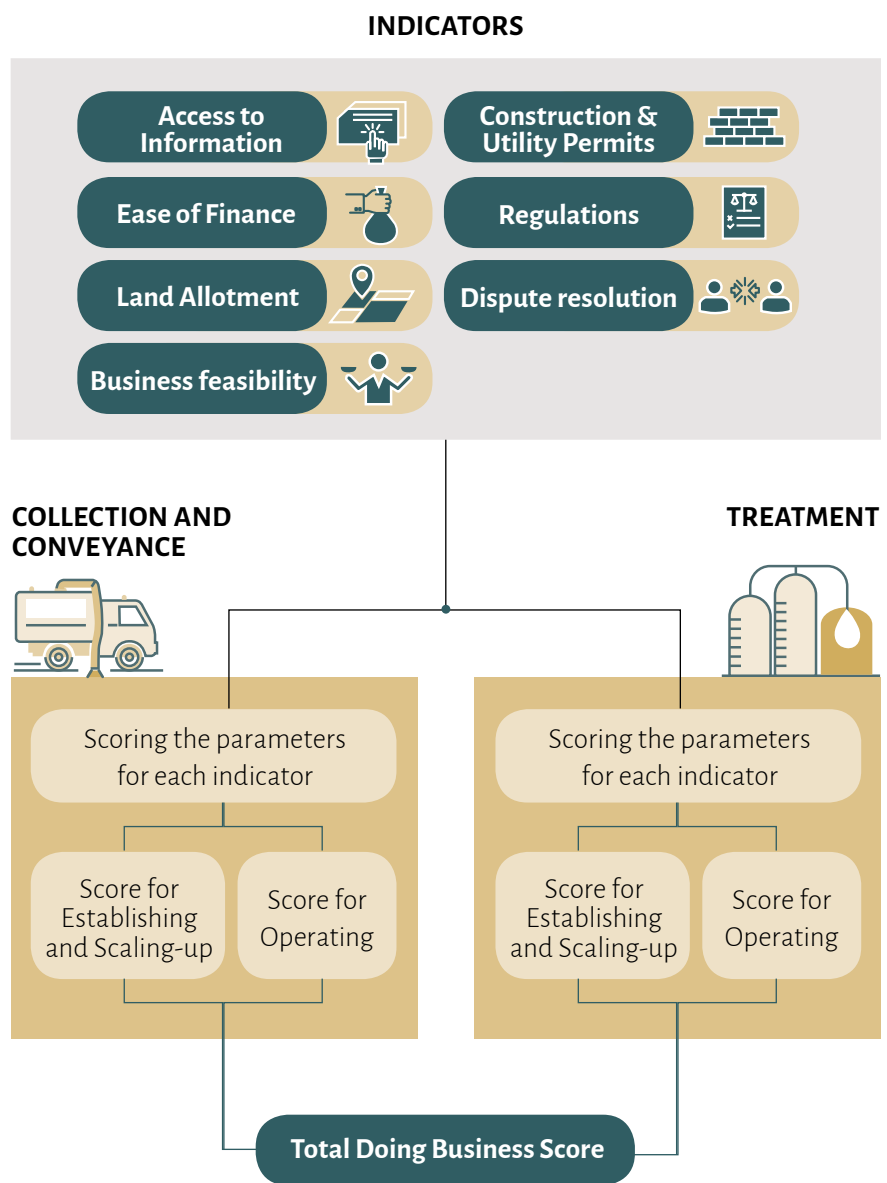 INDICATORS
Access to
Information
Construction &
Utility Permits
Ease of Finance
Regulations
Land Allotment
Dispute resolution
Business feasibility
COLLECTION AND
CONVEYANCE
TREATMENT
Scoring the parameters
for each indicator
Score for
Establishing
and Scaling-up
Score for
Operating
Scoring the parameters
for each indicator
Score for
Establishing
and Scaling-up
Score for
Operating
Total Doing Business Score